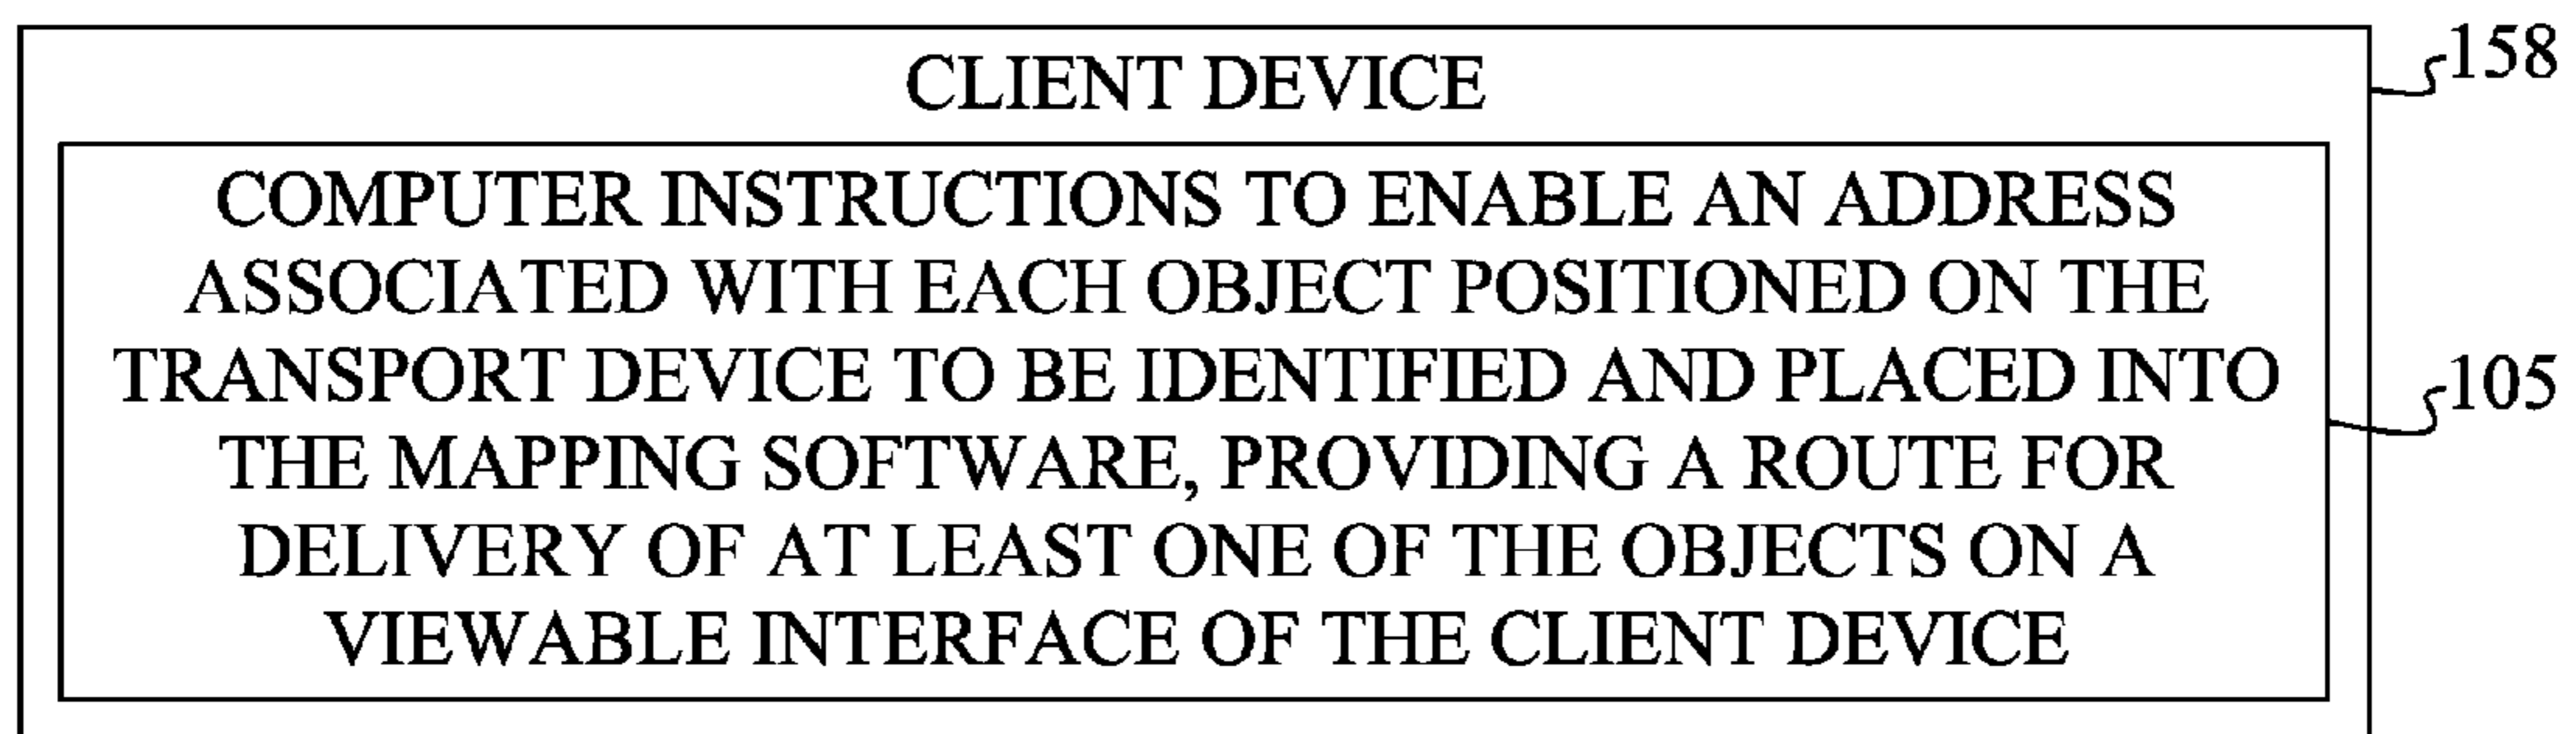 CLIENT DEVICE
158
COMPUTER INSTRUCTIONS TO ENABLE AN ADDRESS
ASSOCIATED WITH EACH OBJECT POSITIONED ON THE
TRANSPORT DEVICE TO BE IDENTIFIED AND PLACED INTO
105
THE MAPPING SOFTWARE, PROVIDING A ROUTE FOR
DELIVERY OF AT LEAST ONE OF THE OBJECTS ON A
VIEWABLE INTERFACE OF THE CLIENT DEVICE